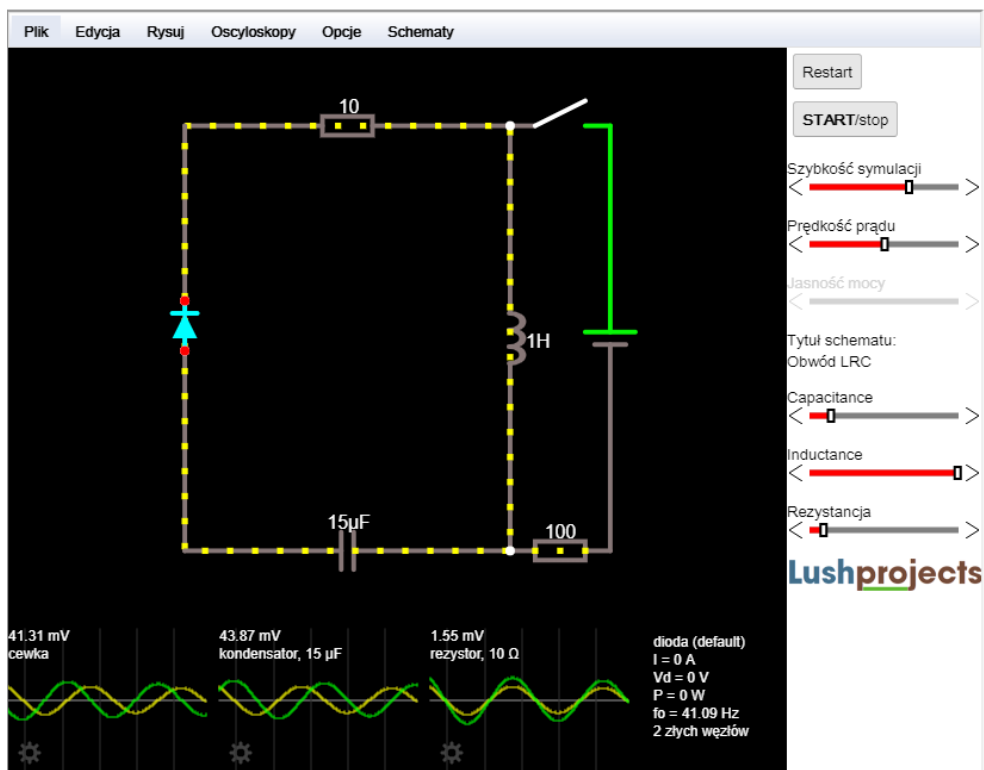 Plik Edycja Rysuj Oscyloskopy Opcje Schematy
Restart
START/stop
Szybkość symulacji
Prędkość prądu
Jasność mocy
Tytuł schematu:
Obwód LRC
Capacitance
Inductance
Rezystancja
Lushprojects
10
1H
15µF
100
41.31 mV
cewka
43.87 mV
kondensator, 15 µF
1.55 mV
rezystor, 10 Ω
dioda (default)
I = 0 A
Vd = 0 V
P = 0 W
fo = 41.09 Hz
2 złych węzłów